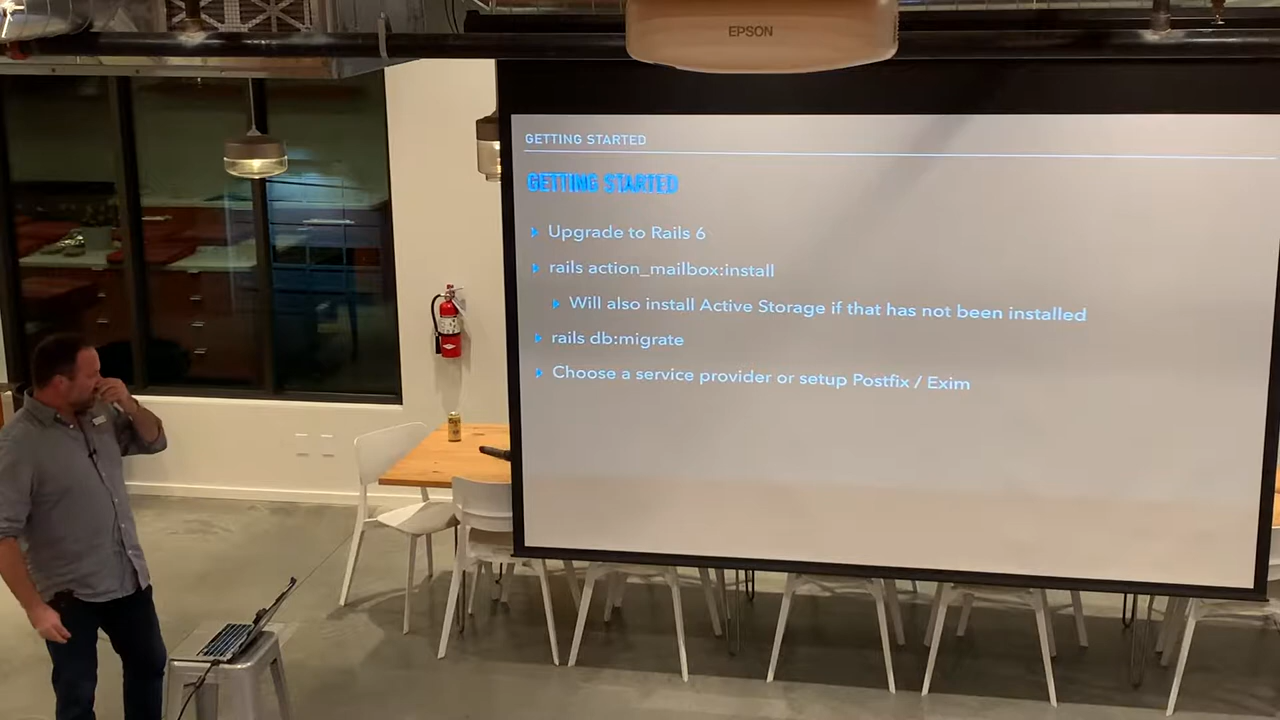 EPSON
GETTING STARTED
GETTING STARTED
Upgrade to Rails 6
rails action_mailbox:install
Will also install Active Storage if that has not been installed
rails db:migrate
Choose a service provider or setup Postfix / Exim